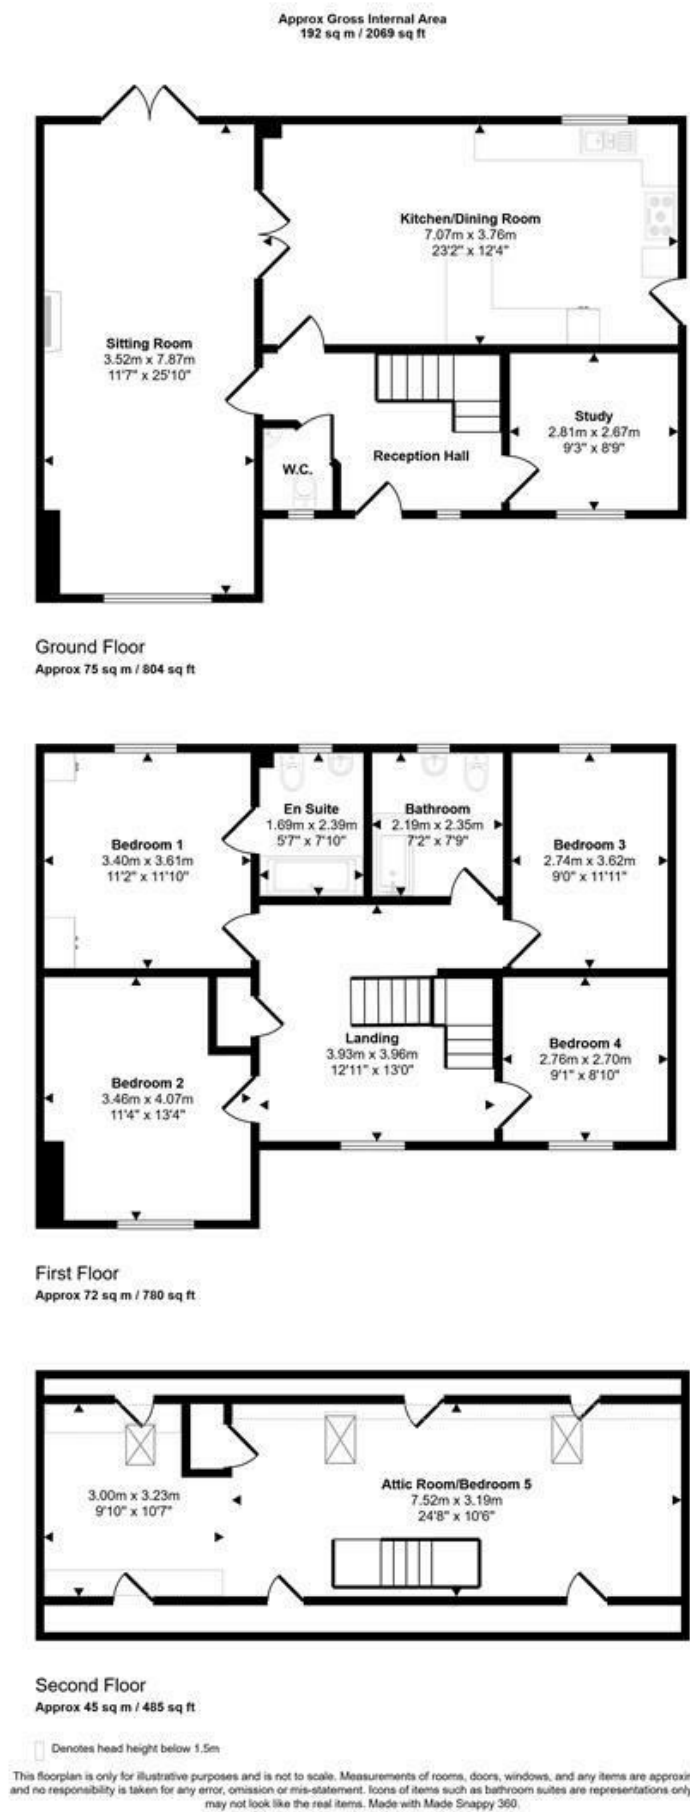 Approx Gross Internal Area
192 sq m / 2069 sq ft
Kitchen/Dining Room
7.07m x 3.76m
23'2" x 12'4"
Sitting Room
3.52m x 7.87m
11'7" x 25'10"
Study
2.81m x 2.67m
9'3" x 8'9"
W.C.
Reception Hall
Ground Floor
Approx 75 sq m / 804 sq ft
En Suite
1.69m x 2.39m
5'7" x 7'10"
Bathroom
2.19m x 2.35m
7'2" x 7'9"
Bedroom 1
3.40m x 3.61m
11'2" x 11'10"
Bedroom 3
2.74m x 3.62m
9'0" x 11'11"
Landing
3.93m x 3.96m
12'11" x 13'0"
Bedroom 4
2.76m x 2.70m
9'1" x 8'10"
Bedroom 2
3.46m x 4.07m
11'4" x 13'4"
First Floor
Approx 72 sq m / 780 sq ft
3.00m x 3.23m
9'10" x 10'7"
Attic Room/Bedroom 5
7.52m x 3.19m
24'8" x 10'6"
Second Floor
Approx 45 sq m / 485 sq ft
Denotes head height below 1.5m
This floorplan is only for illustrative purposes and is not to scale. Measurements of rooms, doors, windows, and any items are approxi
and no responsibility is taken for any error, omission or mis-statement. Icons of items such as bathroom suites are representations only
may not look like the real items. Made with Made Snappy 360.